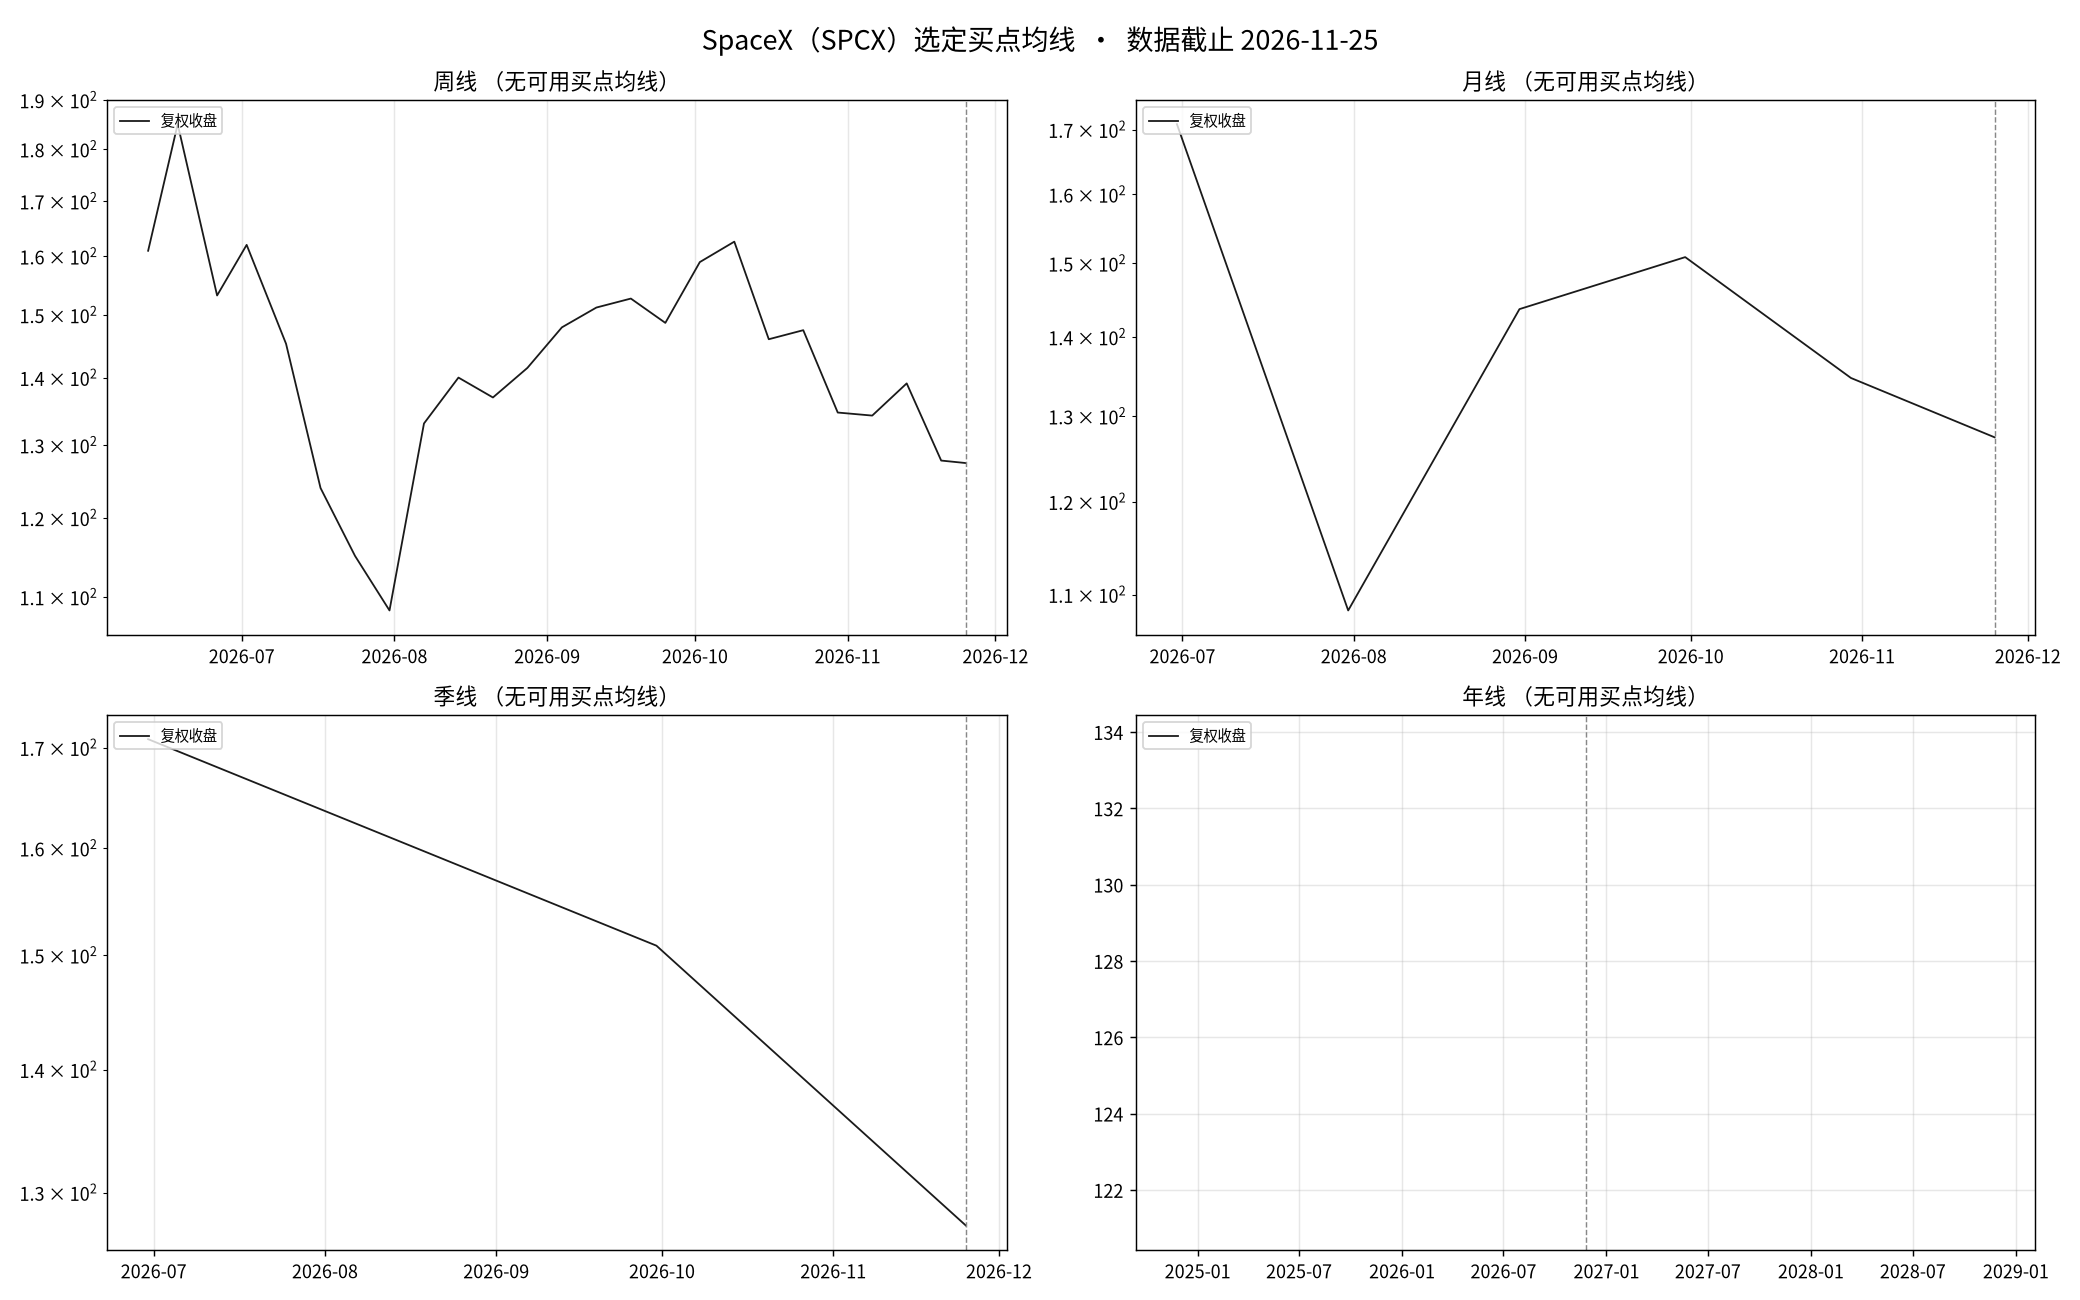 SpaceX（SPCX）选定买点均线 · 数据截止 2026-11-25
周线 （无可用买点均线）
复权收盘
1.9 × 10²
1.8 × 10²
1.7 × 10²
1.6 × 10²
1.5 × 10²
1.4 × 10²
1.3 × 10²
1.2 × 10²
1.1 × 10²
2026-07 2026-08 2026-09 2026-10 2026-11 2026-12
月线 （无可用买点均线）
复权收盘
1.7 × 10²
1.6 × 10²
1.5 × 10²
1.4 × 10²
1.3 × 10²
1.2 × 10²
1.1 × 10²
2026-07 2026-08 2026-09 2026-10 2026-11 2026-12
季线 （无可用买点均线）
复权收盘
1.7 × 10²
1.6 × 10²
1.5 × 10²
1.4 × 10²
1.3 × 10²
2026-07 2026-08 2026-09 2026-10 2026-11 2026-12
年线 （无可用买点均线）
复权收盘
134
132
130
128
126
124
122
2025-01 2025-07 2026-01 2026-07 2027-01 2027-07 2028-01 2028-07 2029-01